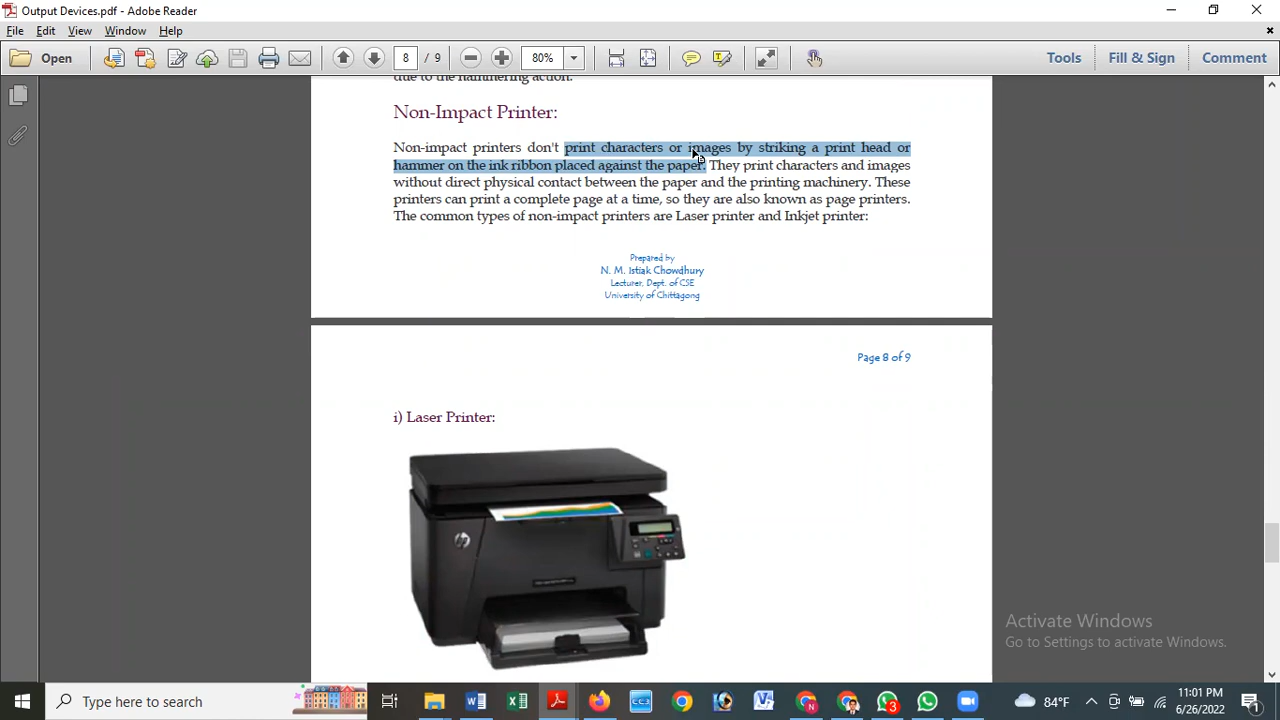 Output Devices.pdf - Adobe Reader
File Edit View Window Help
Open 8 / 9 80% Tools Fill & Sign Comment
due to the hammering action.
Non-Impact Printer:
Non-impact printers don't print characters or images by striking a print head or
hammer on the ink ribbon placed against the paper. They print characters and images
without direct physical contact between the paper and the printing machinery. These
printers can print a complete page at a time, so they are also known as page printers.
The common types of non-impact printers are Laser printer and Inkjet printer:
Prepared by
N. M. Istiak Chowdhury
Lecturer, Dept. of CSE
University of Chittagong
Page 8 of 9
i) Laser Printer:
hp
Activate Windows
Go to Settings to activate Windows.
Type here to search
84°F
11:01 PM
6/26/2022